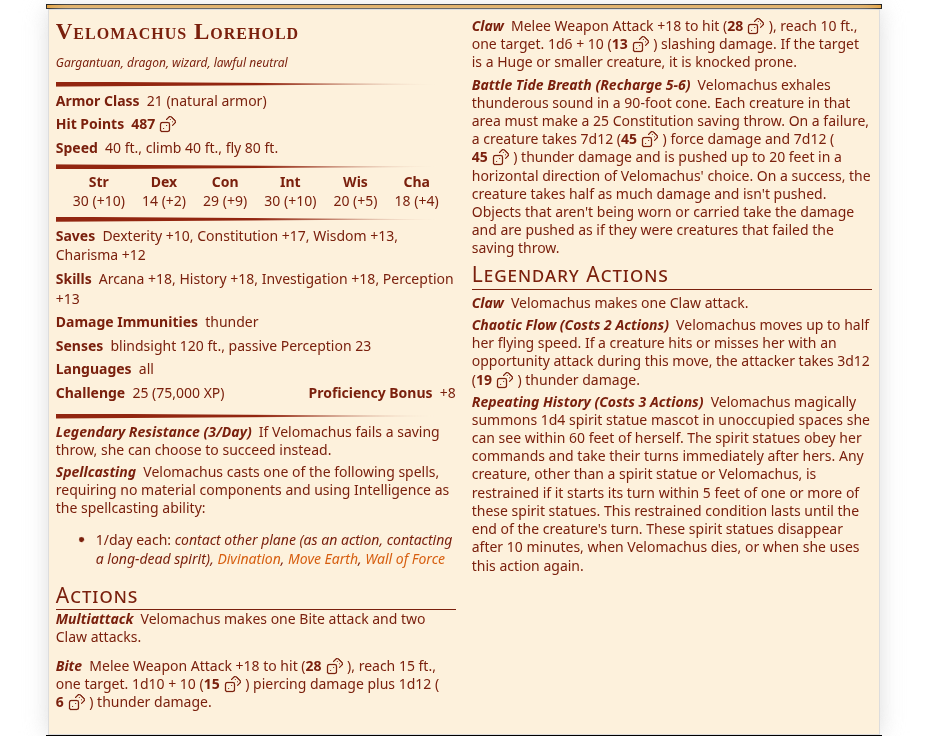 Velomachus Lorehold
Gargantuan, dragon, wizard, lawful neutral
Armor Class 21 (natural armor)
Hit Points 487
Speed 40 ft., climb 40 ft., fly 80 ft.
Str Dex Con Int Wis Cha
30 (+10) 14 (+2) 29 (+9) 30 (+10) 20 (+5) 18 (+4)
Saves Dexterity +10, Constitution +17, Wisdom +13,
Charisma +12
Skills Arcana +18, History +18, Investigation +18, Perception
+13
Damage Immunities thunder
Senses blindsight 120 ft., passive Perception 23
Languages all
Challenge 25 (75,000 XP) Proficiency Bonus +8
Legendary Resistance (3/Day) If Velomachus fails a saving
throw, she can choose to succeed instead.
Spellcasting Velomachus casts one of the following spells,
requiring no material components and using Intelligence as
the spellcasting ability:
• 1/day each: contact other plane (as an action, contacting
a long-dead spirit), Divination, Move Earth, Wall of Force
Actions
Multiattack Velomachus makes one Bite attack and two
Claw attacks.
Bite Melee Weapon Attack +18 to hit (28 ), reach 15 ft.,
one target. 1d10 + 10 (15 ) piercing damage plus 1d12 (
6 ) thunder damage.
Claw Melee Weapon Attack +18 to hit (28 ), reach 10 ft.,
one target. 1d6 + 10 (13 ) slashing damage. If the target
is a Huge or smaller creature, it is knocked prone.
Battle Tide Breath (Recharge 5-6) Velomachus exhales
thunderous sound in a 90-foot cone. Each creature in that
area must make a 25 Constitution saving throw. On a failure,
a creature takes 7d12 (45 ) force damage and 7d12 (
45 ) thunder damage and is pushed up to 20 feet in a
horizontal direction of Velomachus' choice. On a success, the
creature takes half as much damage and isn't pushed.
Objects that aren't being worn or carried take the damage
and are pushed as if they were creatures that failed the
saving throw.
Legendary Actions
Claw Velomachus makes one Claw attack.
Chaotic Flow (Costs 2 Actions) Velomachus moves up to half
her flying speed. If a creature hits or misses her with an
opportunity attack during this move, the attacker takes 3d12
(19 ) thunder damage.
Repeating History (Costs 3 Actions) Velomachus magically
summons 1d4 spirit statue mascot in unoccupied spaces she
can see within 60 feet of herself. The spirit statues obey her
commands and take their turns immediately after hers. Any
creature, other than a spirit statue or Velomachus, is
restrained if it starts its turn within 5 feet of one or more of
these spirit statues. This restrained condition lasts until the
end of the creature's turn. These spirit statues disappear
after 10 minutes, when Velomachus dies, or when she uses
this action again.